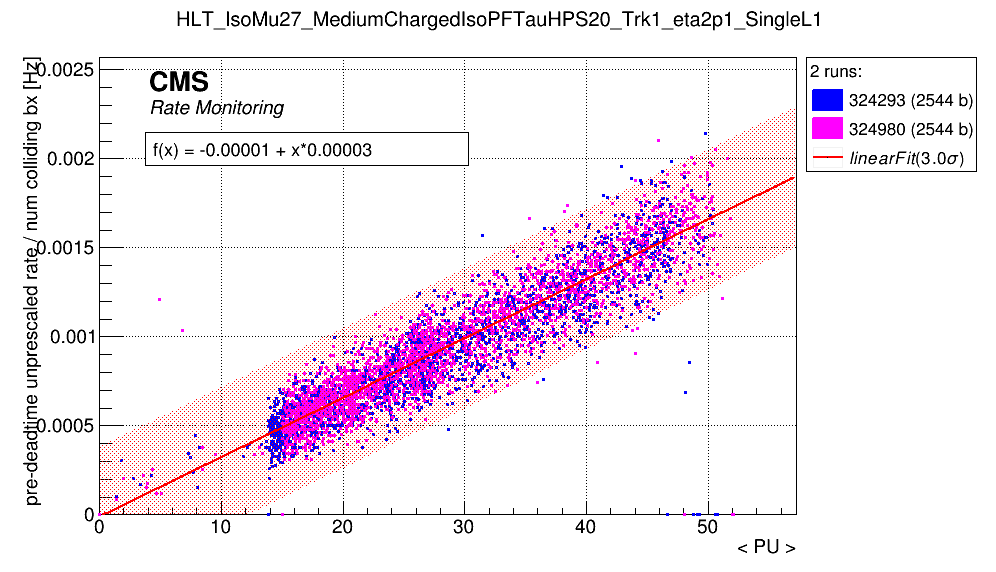 HLT_IsoMu27_MediumChargedIsoPFTauHPS20_Trk1_eta2p1_SingleL1
pre-deadtime unprescaled rate / num colliding bx [Hz]
0.0025
0.002
0.0015
0.001
0.0005
0
CMS
Rate Monitoring
f(x) = -0.00001 + x*0.00003
2 runs:
324293 (2544 b)
324980 (2544 b)
linearFit(3.0σ)
0 10 20 30 40 50
< PU >